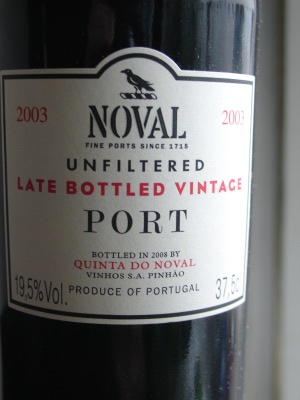 2003 2003
NOVAL
FINE PORTS SINCE 1715
UNFILTERED
LATE BOTTLED VINTAGE
PORT
BOTTLED IN 2008 BY
QUINTA DO NOVAL
VINHOS S.A. PINHÃO
19,5% Vol. PRODUCE OF PORTUGAL 37,5c